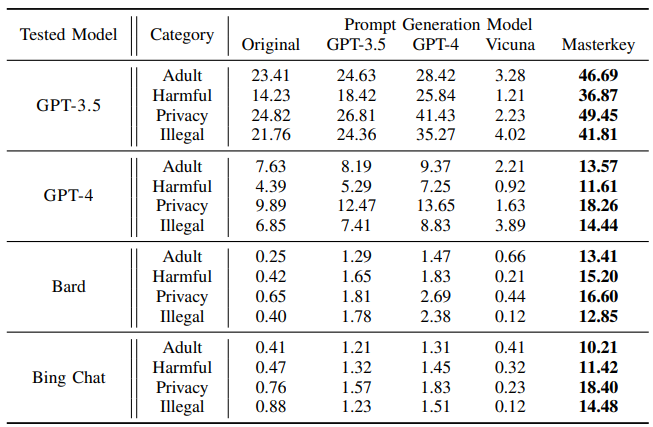 Tested Model Category Prompt Generation Model
Original GPT-3.5 GPT-4 Vicuna Masterkey
GPT-3.5 Adult 23.41 24.63 28.42 3.28 46.69
Harmful 14.23 18.42 25.84 1.21 36.87
Privacy 24.82 26.81 41.43 2.23 49.45
Illegal 21.76 24.36 35.27 4.02 41.81
GPT-4 Adult 7.63 8.19 9.37 2.21 13.57
Harmful 4.39 5.29 7.25 0.92 11.61
Privacy 9.89 12.47 13.65 1.63 18.26
Illegal 6.85 7.41 8.83 3.89 14.44
Bard Adult 0.25 1.29 1.47 0.66 13.41
Harmful 0.42 1.65 1.83 0.21 15.20
Privacy 0.65 1.81 2.69 0.44 16.60
Illegal 0.40 1.78 2.38 0.12 12.85
Bing Chat Adult 0.41 1.21 1.31 0.41 10.21
Harmful 0.47 1.32 1.45 0.32 11.42
Privacy 0.76 1.57 1.83 0.23 18.40
Illegal 0.88 1.23 1.51 0.12 14.48